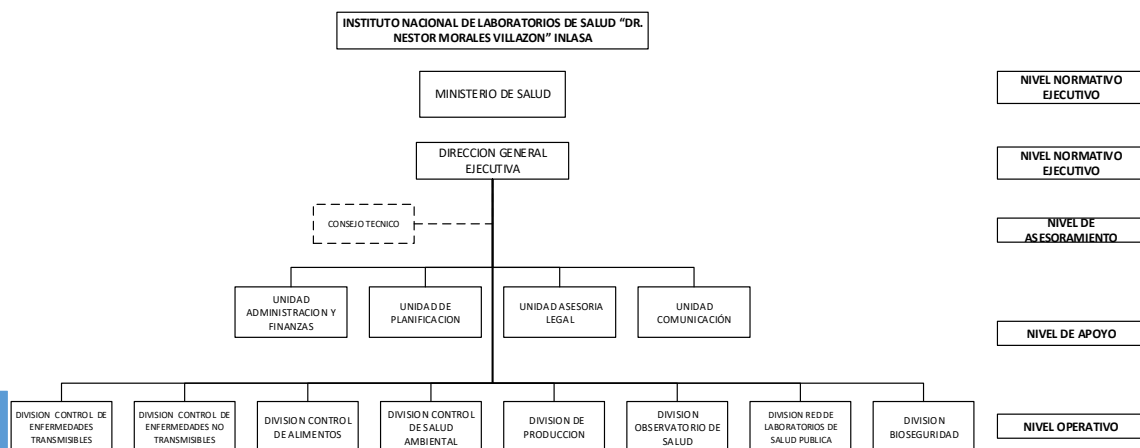 INSTITUTO NACIONAL DE LABORATORIOS DE SALUD “DR.
NESTOR MORALES VILLAZON” INLASA
MINISTERIO DE SALUD
NIVEL NORMATIVO
EJECUTIVO
DIRECCION GENERAL
EJECUTIVA
NIVEL NORMATIVO
EJECUTIVO
CONSEJO TECNICO
NIVEL DE
ASESORAMIENTO
UNIDAD
ADMINISTRACION Y
FINANZAS
UNIDAD DE
PLANIFICACION
UNIDAD ASESORIA
LEGAL
UNIDAD
COMUNICACIÓN
NIVEL DE APOYO
DIVISION CONTROL DE
ENFERMEDADES
TRANSMISIBLES
DIVISION CONTROL DE
ENFERMEDADES NO
TRANSMISIBLES
DIVISION CONTROL
DE ALIMENTOS
DIVISION CONTROL
DE SALUD
AMBIENTAL
DIVISION DE
PRODUCCION
DIVISION
OBSERVATORIO DE
SALUD
DIVISION RED DE
LABORATORIOS DE
SALUD PUBLICA
DIVISION
BIOSEGURIDAD
NIVEL OPERATIVO